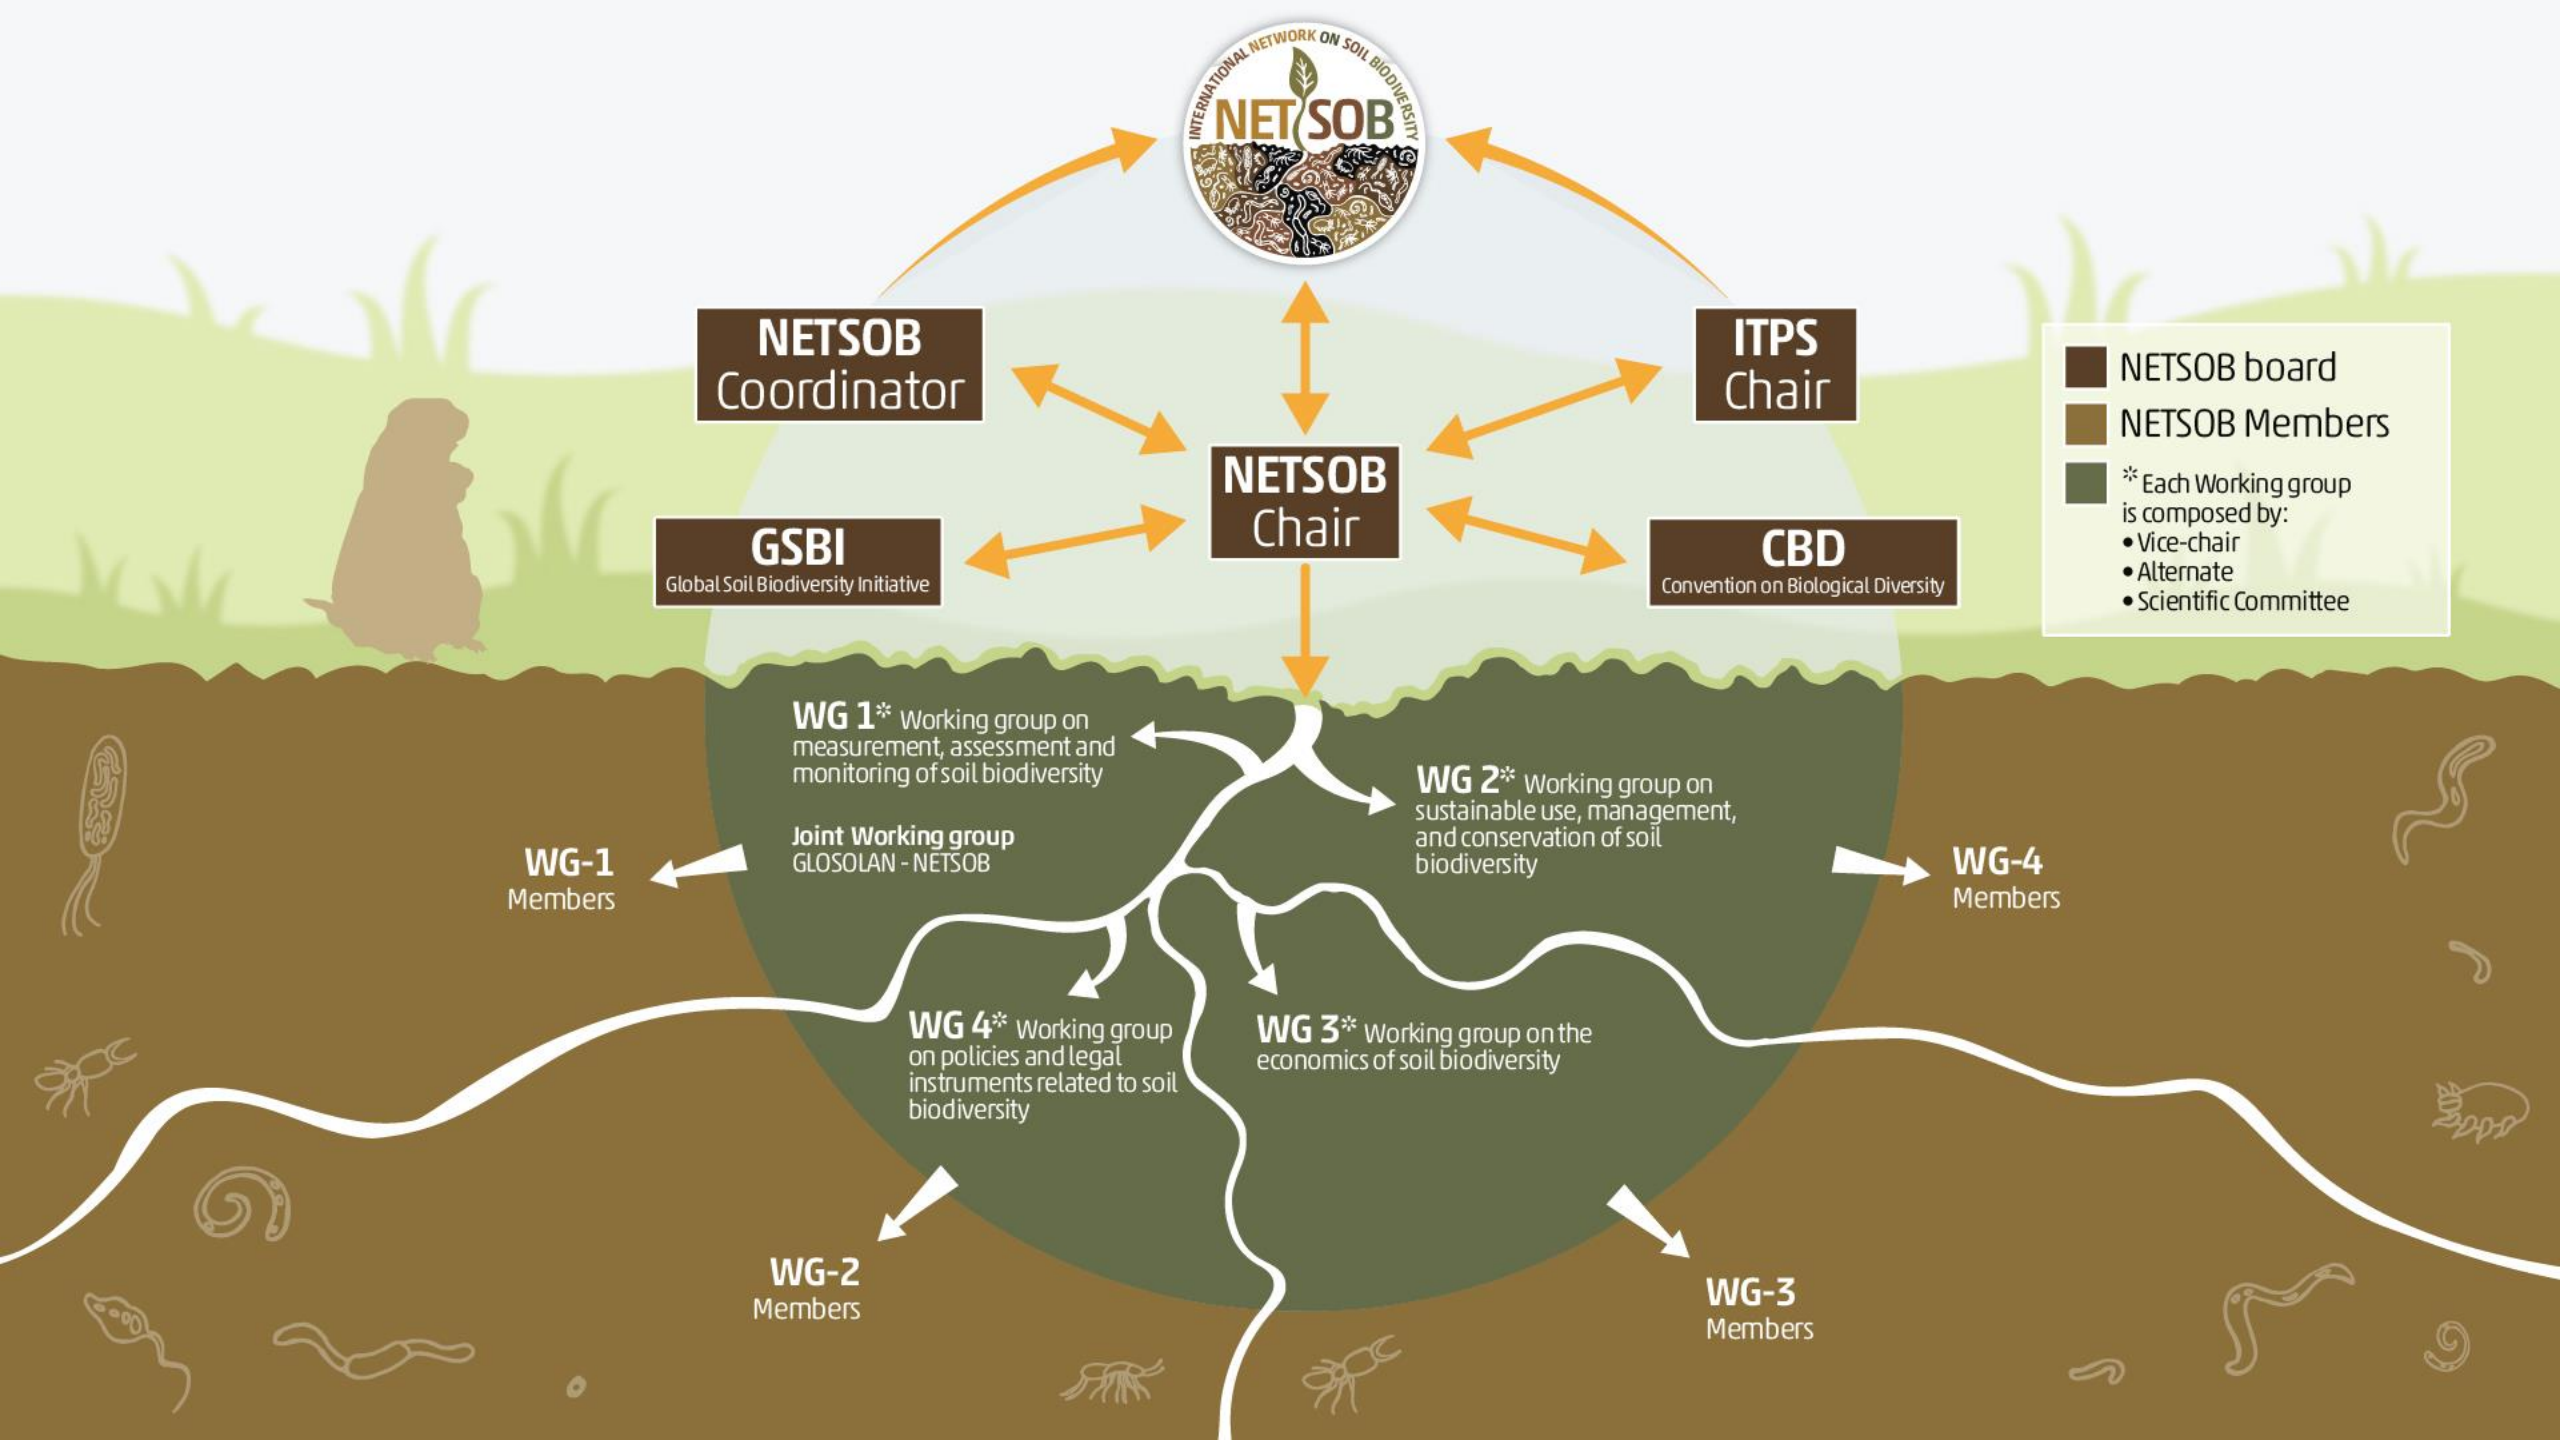 INTERNATIONAL NETWORK ON SOIL BIODIVERSITY
NETSOB
NETSOB
Coordinator
ITPS
Chair
NETSOB
Chair
GSBI
Global Soil Biodiversity Initiative
CBD
Convention on Biological Diversity
NETSOB board
NETSOB Members
* Each Working group
is composed by:
• Vice-chair
• Alternate
• Scientific Committee
WG 1* Working group on
measurement, assessment and
monitoring of soil biodiversity
Joint Working group
GLOSOLAN - NETSOB
WG 2* Working group on
sustainable use, management,
and conservation of soil
biodiversity
WG-1
Members
WG-4
Members
WG 4* Working group
on policies and legal
instruments related to soil
biodiversity
WG 3* Working group on the
economics of soil biodiversity
WG-2
Members
WG-3
Members